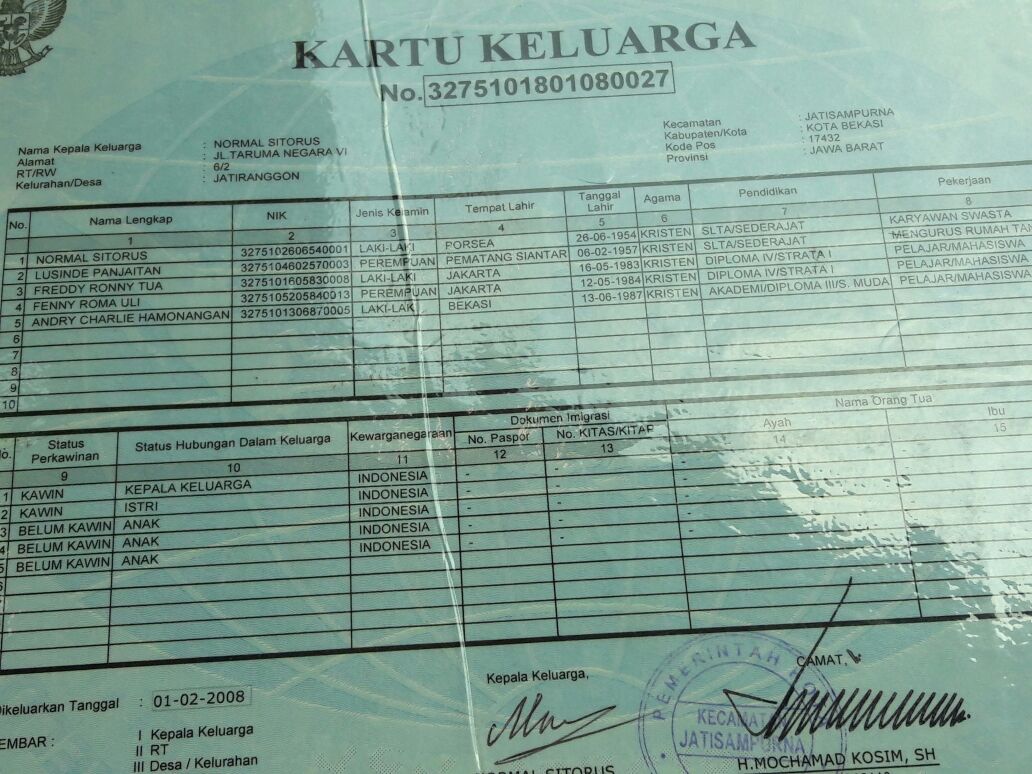 KARTU KELUARGA
No. 3275101801080027
Nama Kepala Keluarga : NORMAL SITORUS
Alamat : JL.TARUMA NEGARA VI
RT/RW : 6/2
Kelurahan/Desa : JATIRANGGON
Kecamatan : JATISAMPURNA
Kabupaten/Kota : KOTA BEKASI
Kode Pos : 17432
Provinsi : JAWA BARAT
No. Nama Lengkap NIK Jenis Kelamin Tempat Lahir Tanggal Lahir Agama Pendidikan Pekerjaan
1 2 3 4 5 6 7 8
1 NORMAL SITORUS 3275102606540001 LAKI-LAKI PORSEA 26-06-1954 KRISTEN SLTA/SEDERAJAT KARYAWAN SWASTA
2 LUSINDE PANJAITAN 3275104602570003 PEREMPUAN PEMATANG SIANTAR 06-02-1957 KRISTEN SLTA/SEDERAJAT MENGURUS RUMAH TAN
3 FREDDY RONNY TUA 3275101605830008 LAKI-LAKI JAKARTA 16-05-1983 KRISTEN DIPLOMA IV/STRATA I PELAJAR/MAHASISWA
4 FENNY ROMA ULI 3275105205840013 PEREMPUAN JAKARTA 12-05-1984 KRISTEN DIPLOMA IV/STRATA I PELAJAR/MAHASISWA
5 ANDRY CHARLIE HAMONANGAN 3275101306870005 LAKI-LAKI BEKASI 13-06-1987 KRISTEN AKADEMI/DIPLOMA III/S. MUDA PELAJAR/MAHASISWA
6
7
8
9
10
No. Status Perkawinan Status Hubungan Dalam Keluarga Kewarganegaraan Dokumen Imigrasi Nama Orang Tua
No. Paspor No. KITAS/KITAP Ayah Ibu
9 10 11 12 13 14 15
1 KAWIN KEPALA KELUARGA INDONESIA - - -
2 KAWIN ISTRI INDONESIA - - -
3 BELUM KAWIN ANAK INDONESIA - - -
4 BELUM KAWIN ANAK INDONESIA - - -
5 BELUM KAWIN ANAK INDONESIA - - -
Dikeluarkan Tanggal : 01-02-2008
LEMBAR : I Kepala Keluarga
II RT
III Desa / Kelurahan
Kepala Keluarga,
NORMAL SITORUS
CAMAT,
PEMERINTAH KO
KECAMATAN
JATISAMPURNA
H.MOCHAMAD KOSIM, SH